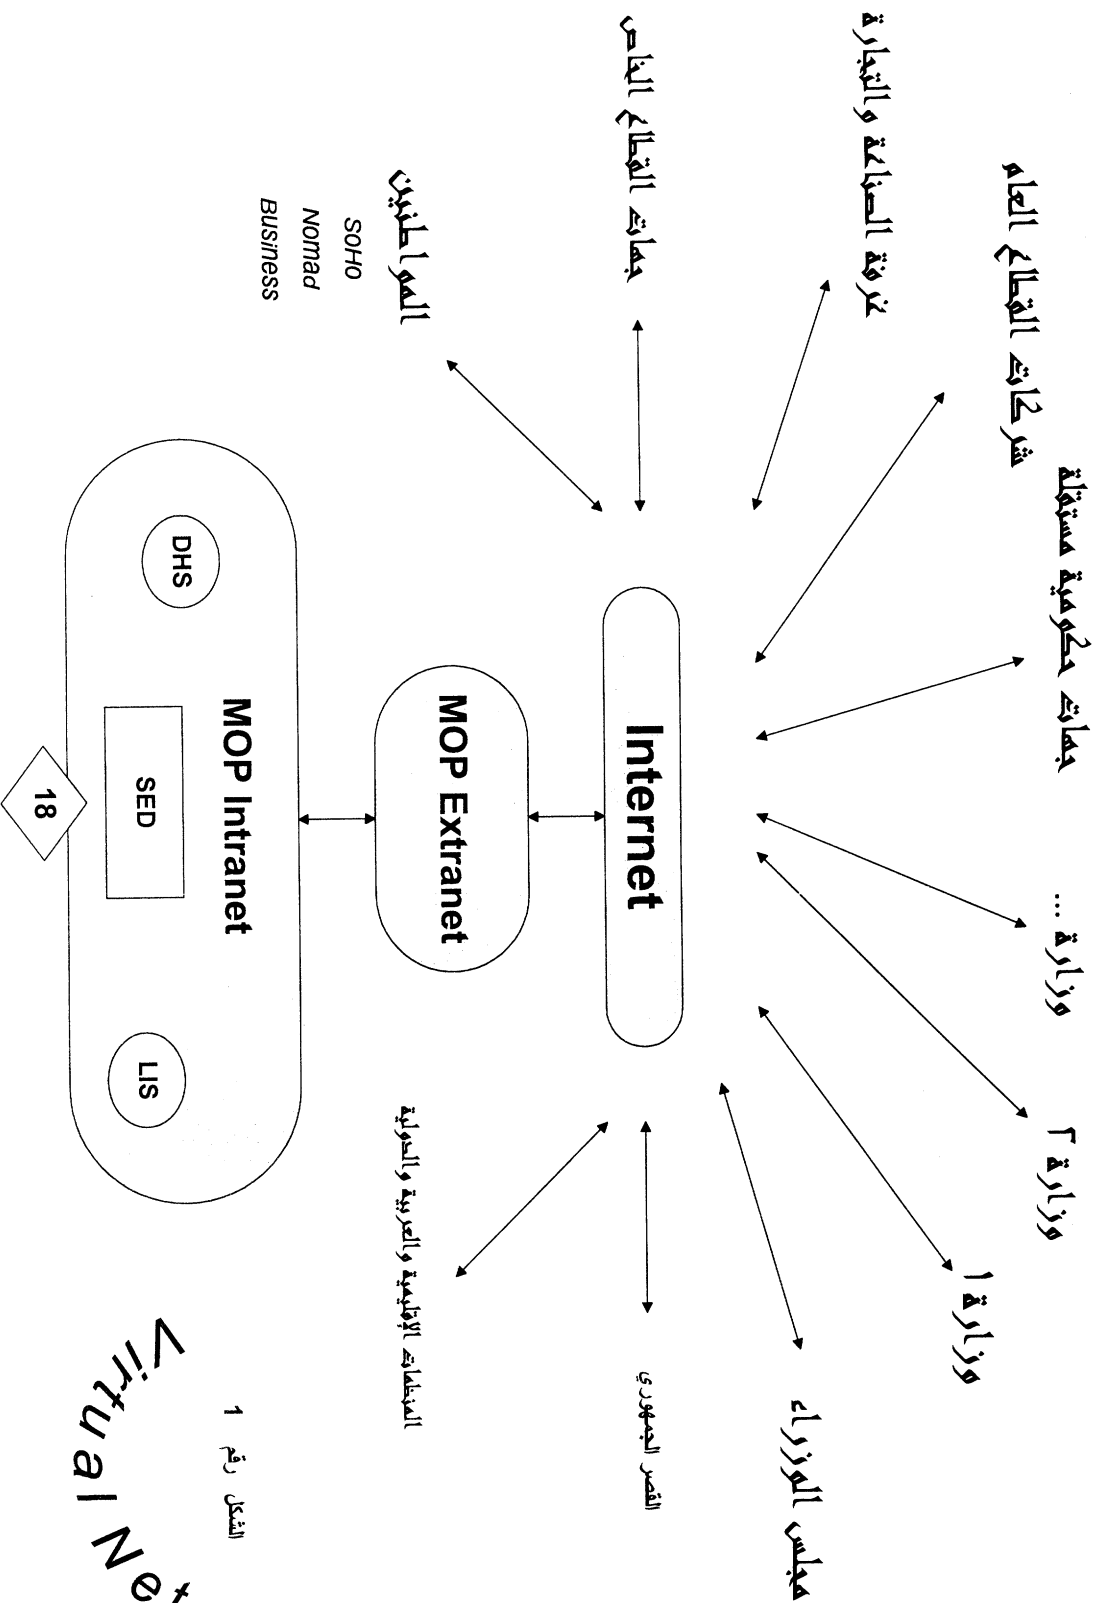 جهات حكومية مستقلة
وزارة ...
وزارة ٢
شركات القطاع العام
وزارة ١
غرفة الصناعة والتجارة
مجلس الوزراء
جهات القطاع الخاص
Internet
القصر الجمهوري
المواطنين
SoHo
Nomad
Business
MOP Extranet
المنظمات الإقليمية والعربية والدولية
MOP Intranet
DHS
SED
LIS
18
الشكل رقم 1
Virtual Net